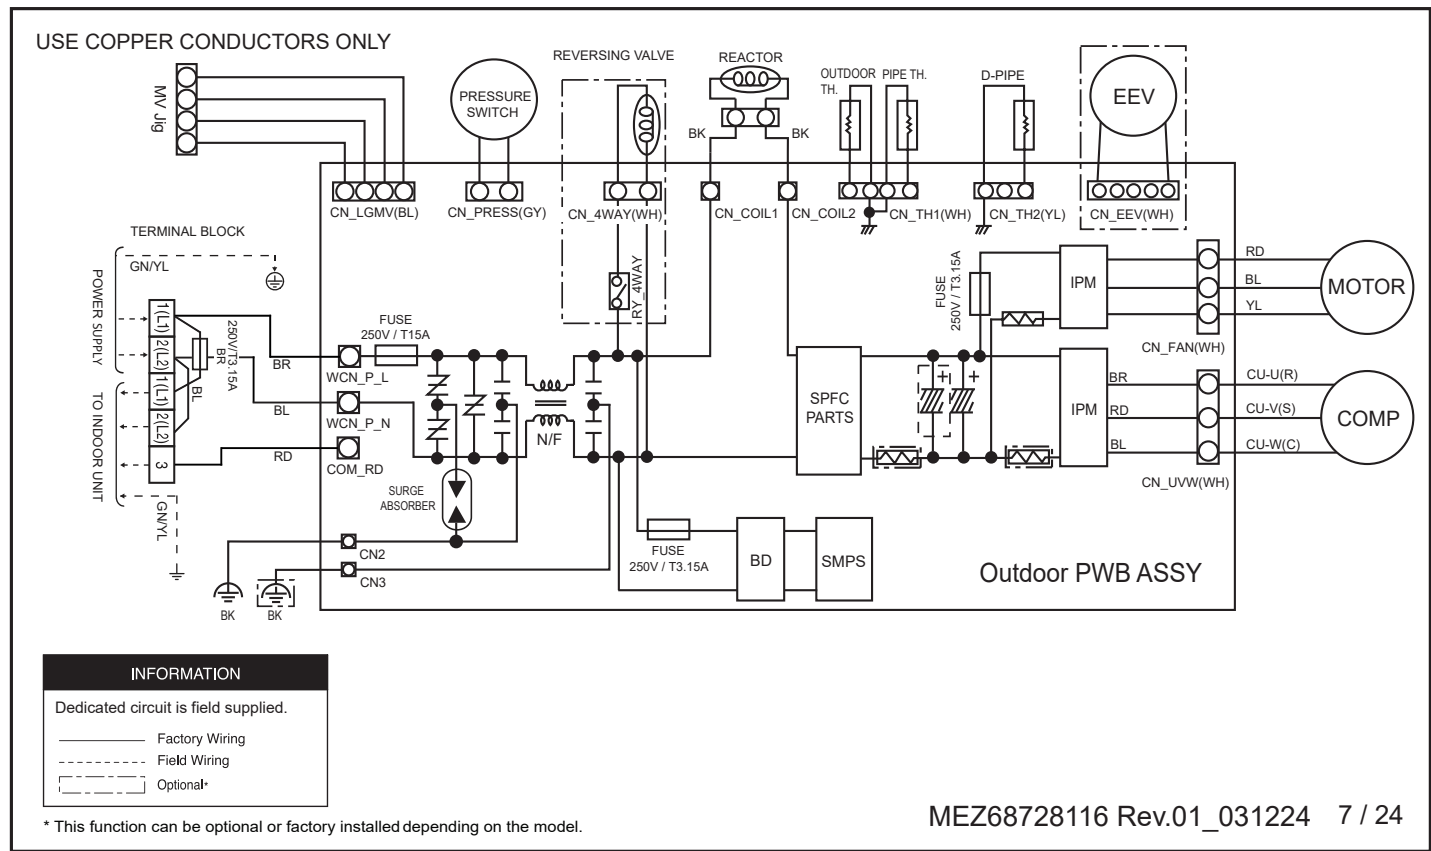 USE COPPER CONDUCTORS ONLY
MV Jig
PRESSURE
SWITCH
REVERSING VALVE
REACTOR
BK
BK
OUTDOOR
TH.
PIPE TH.
D-PIPE
EEV
CN_LGMV(BL)
CN_PRESS(GY)
CN_4WAY(WH)
CN_COIL1
CN_COIL2
CN_TH1(WH)
CN_TH2(YL)
CN_EEV(WH)
TERMINAL BLOCK
GN/YL
POWER SUPPLY
TO INDOOR UNIT
1(L1)
2(L2)
1(L1)
2(L2)
3
250V/T3.15A
BR
BL
BR
BL
RD
GN/YL
WCN_P_L
WCN_P_N
COM_RD
FUSE
250V / T15A
RY_4WAY
N/F
SURGE
ABSORBER
CN2
CN3
BK
BK
FUSE
250V / T3.15A
BD
SMPS
SPFC
PARTS
+
+
FUSE
250V / T3.15A
IPM
IPM
RD
BL
YL
MOTOR
CN_FAN(WH)
BR
RD
BL
CU-U(R)
CU-V(S)
CU-W(C)
COMP
CN_UVW(WH)
Outdoor PWB ASSY
INFORMATION
Dedicated circuit is field supplied.
Factory Wiring
Field Wiring
Optional*
* This function can be optional or factory installed depending on the model.
MEZ68728116 Rev.01_031224 7 / 24